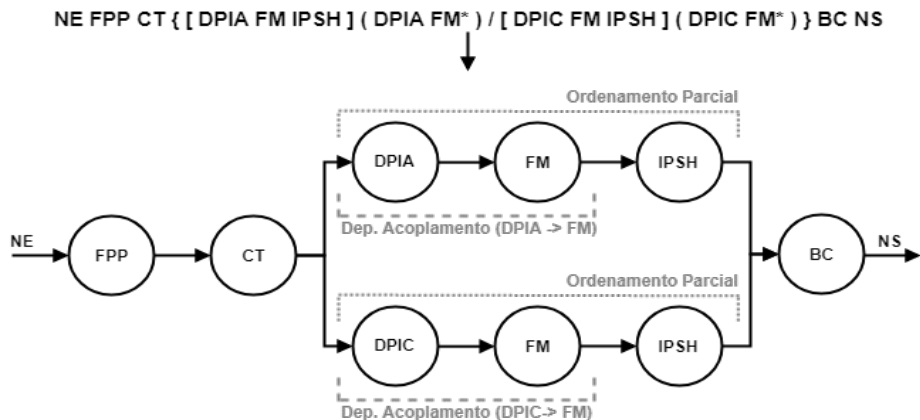 NE FPP CT { [ DPIA FM IPSH ] ( DPIA FM* ) / [ DPIC FM IPSH ] ( DPIC FM* ) } BC NS
Ordenamento Parcial
DPIA
FM
IPSH
Dep. Acoplamento (DPIA -> FM)
NE
FPP
CT
BC
NS
Ordenamento Parcial
DPIC
FM
IPSH
Dep. Acoplamento (DPIC-> FM)